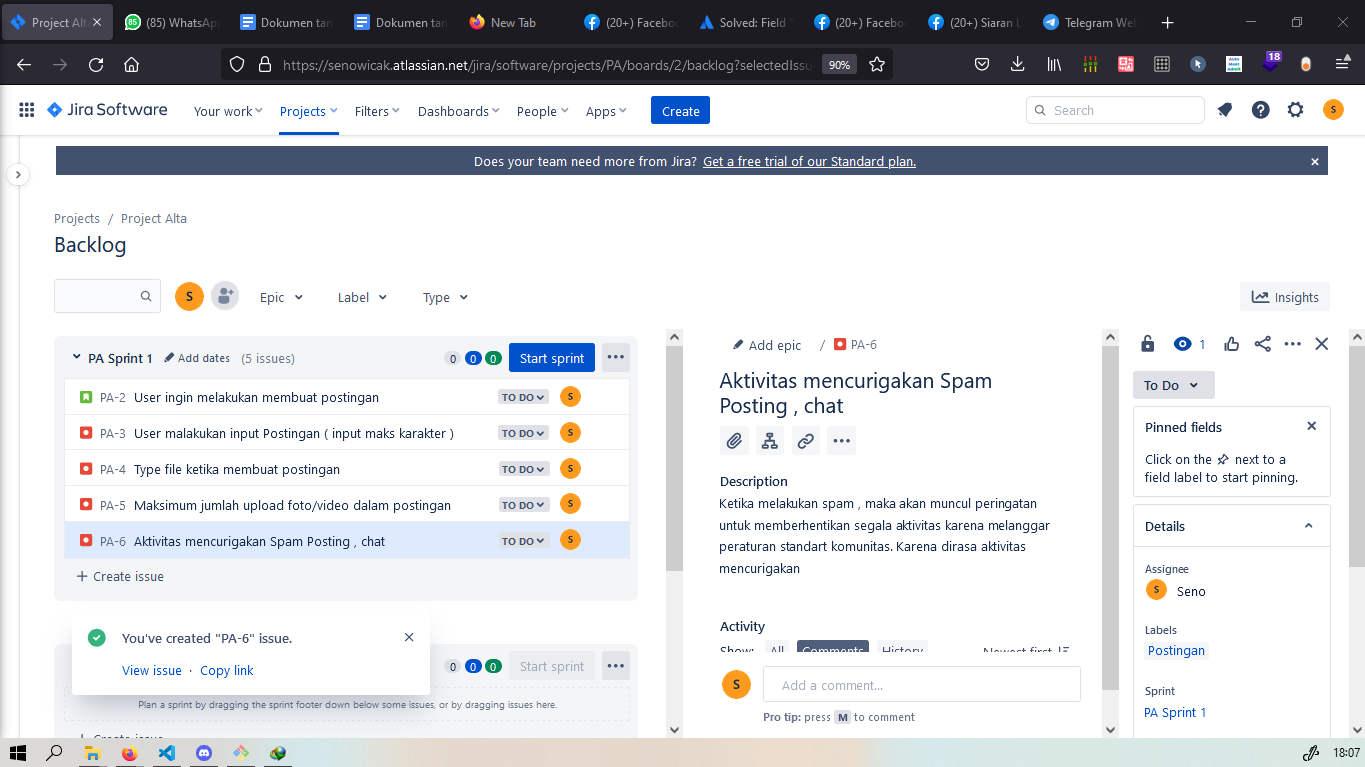 Project Alta
(85) WhatsApp
Dokumen tan
Dokumen tan
New Tab
(20+) Facebo
Solved: Field
(20+) Facebo
(20+) Siaran L
Telegram Web
https://senowicak.atlassian.net/jira/software/projects/PA/boards/2/backlog?selectedIssu
90%
18
Jira Software
Your work
Projects
Filters
Dashboards
People
Apps
Create
Search
S
Does your team need more from Jira? Get a free trial of our Standard plan.
Projects / Project Alta
Backlog
S
Epic
Label
Type
Insights
PA Sprint 1
Add dates
(5 issues)
0 0 0
Start sprint
PA-2 User ingin melakukan membuat postingan TO DO S
PA-3 User malakukan input Postingan ( input maks karakter ) TO DO S
PA-4 Type file ketika membuat postingan TO DO S
PA-5 Maksimum jumlah upload foto/video dalam postingan TO DO S
PA-6 Aktivitas mencurigakan Spam Posting , chat TO DO S
+ Create issue
You've created "PA-6" issue.
View issue · Copy link
0 0 0
Start sprint
Plan a sprint by dragging the sprint footer down below some issues, or by dragging issues here.
+ Create issue
Add epic / PA-6
Aktivitas mencurigakan Spam
Posting , chat
Description
Ketika melakukan spam , maka akan muncul peringatan
untuk memberhentikan segala aktivitas karena melanggar
peraturan standart komunitas. Karena dirasa aktivitas
mencurigakan
Activity
Show: All Comments History Newest first
S
Add a comment...
Pro tip: press M to comment
1
To Do
Pinned fields
Click on the next to a
field label to start pinning.
Details
Assignee
S Seno
Labels
Postingan
Sprint
PA Sprint 1
18:07